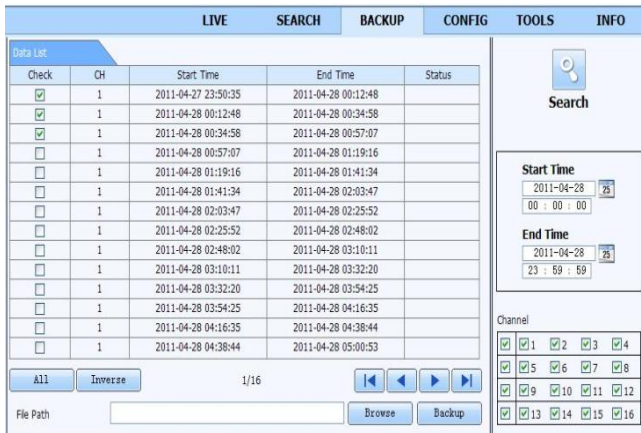 LIVE SEARCH BACKUP CONFIG TOOLS INFO
Data List
Check CH Start Time End Time Status
1 2011-04-27 23:50:35 2011-04-28 00:12:48
1 2011-04-28 00:12:48 2011-04-28 00:34:58
1 2011-04-28 00:34:58 2011-04-28 00:57:07
1 2011-04-28 00:57:07 2011-04-28 01:19:16
1 2011-04-28 01:19:16 2011-04-28 01:41:34
1 2011-04-28 01:41:34 2011-04-28 02:03:47
1 2011-04-28 02:03:47 2011-04-28 02:25:52
1 2011-04-28 02:25:52 2011-04-28 02:48:02
1 2011-04-28 02:48:02 2011-04-28 03:10:11
1 2011-04-28 03:10:11 2011-04-28 03:32:20
1 2011-04-28 03:32:20 2011-04-28 03:54:25
1 2011-04-28 03:54:25 2011-04-28 04:16:35
1 2011-04-28 04:16:35 2011-04-28 04:38:44
1 2011-04-28 04:38:44 2011-04-28 05:00:53
All Inverse 1/16
File Path Browse Backup
Search
Start Time
2011-04-28 25
00 : 00 : 00
End Time
2011-04-28 25
23 : 59 : 59
Channel
1 2 3 4
5 6 7 8
9 10 11 12
13 14 15 16